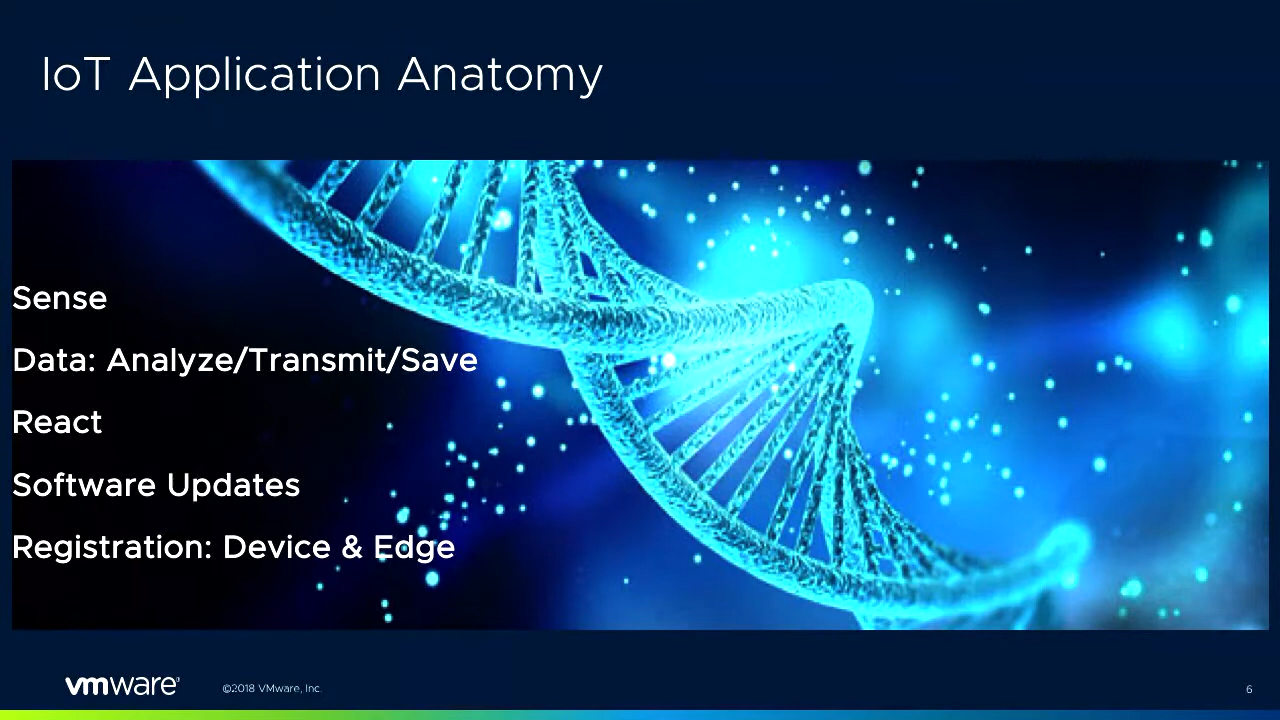 IoT Application Anatomy
Sense
Data: Analyze/Transmit/Save
React
Software Updates
Registration: Device & Edge
vmware
©2018 VMware, Inc.
6